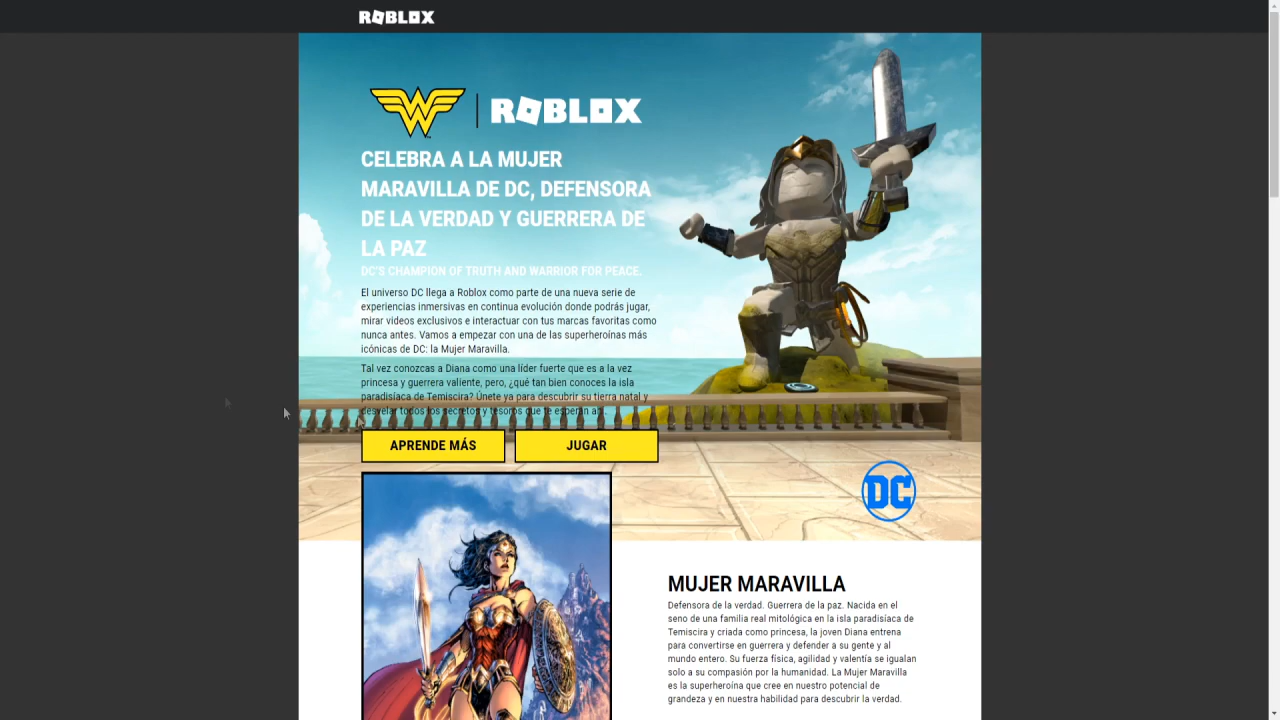 ROBLOX
ROBLOX
CELEBRA A LA MUJER
MARAVILLA DE DC, DEFENSORA
DE LA VERDAD Y GUERRERA DE
LA PAZ
DC'S CHAMPION OF TRUTH AND WARRIOR FOR PEACE.
El universo DC llega a Roblox como parte de una nueva serie de
experiencias inmersivas en continua evolución donde podrás jugar,
mirar videos exclusivos e interactuar con tus marcas favoritas como
nunca antes. Vamos a empezar con una de las superheroínas más
icónicas de DC: la Mujer Maravilla.
Tal vez conozcas a Diana como una líder fuerte que es a la vez
princesa y guerrera valiente, pero, ¿qué tan bien conoces la isla
paradisíaca de Temiscira? Únete ya para descubrir su tierra natal y
desvelar todos los secretos y tesoros que te esperan
APRENDE MÁS
JUGAR
DC
MUJER MARAVILLA
Defensora de la verdad. Guerrera de la paz. Nacida en el
seno de una familia real mitológica en la isla paradisíaca de
Temiscira y criada como princesa, la joven Diana entrena
para convertirse en guerrera y defender a su gente y al
mundo entero. Su fuerza física, agilidad y valentía se igualan
solo a su compasión por la humanidad. La Mujer Maravilla
es la superheroína que cree en nuestro potencial de
grandeza y en nuestra habilidad para descubrir la verdad.